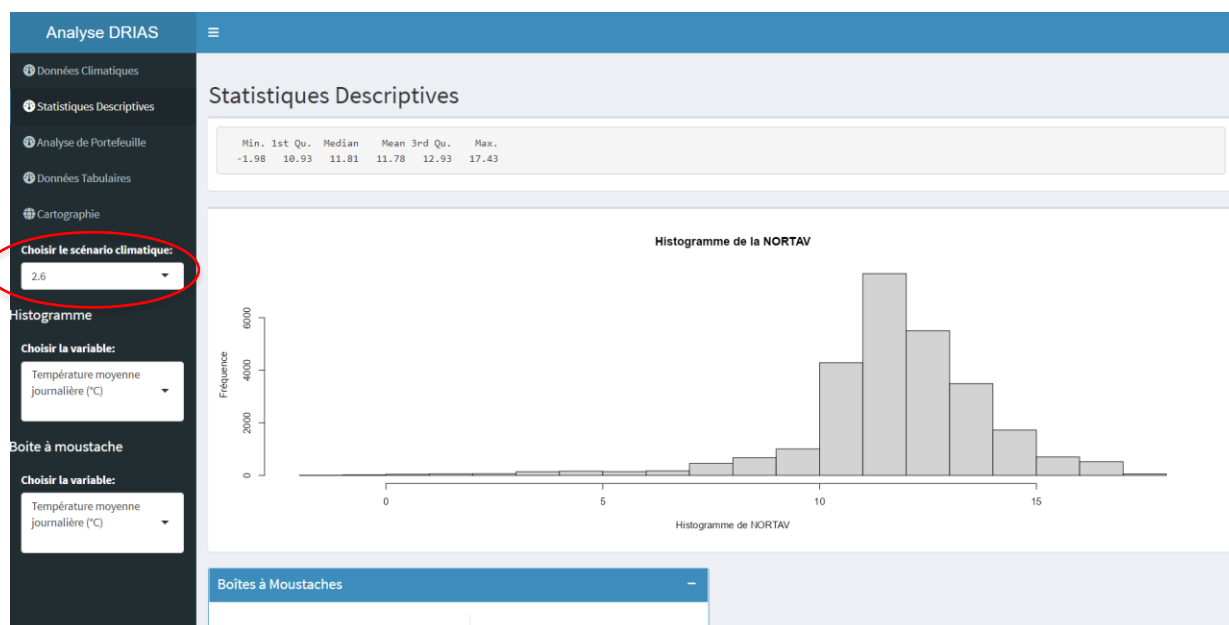 Analyse DRIAS
Données Climatiques
Statistiques Descriptives
Analyse de Portefeuille
Données Tabulaires
Cartographie
Choisir le scénario climatique:
2.6
Histogramme
Choisir la variable:
Température moyenne
journalière (°C)
Boite à moustache
Choisir la variable:
Température moyenne
journalière (°C)
Statistiques Descriptives
Min. 1st Qu. Median Mean 3rd Qu. Max.
-1.98 10.93 11.81 11.78 12.93 17.43
Histogramme de la NORTAV
Fréquence
6000
4000
2000
0
0 5 10 15
Histogramme de NORTAV
Boîtes à Moustaches